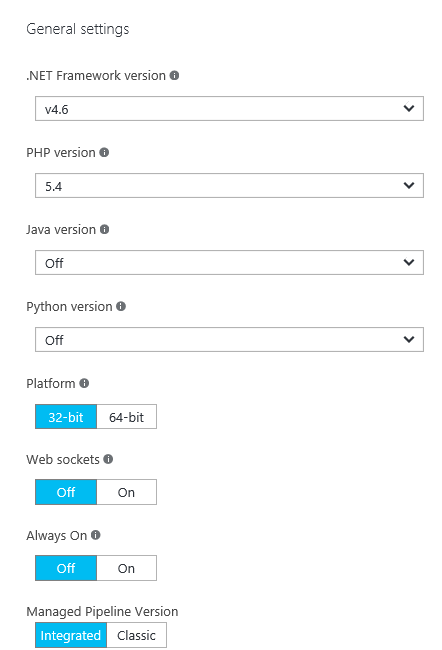 General settings
.NET Framework version
v4.6
PHP version
5.4
Java version
Off
Python version
Off
Platform
32-bit 64-bit
Web sockets
Off On
Always On
Off On
Managed Pipeline Version
Integrated Classic